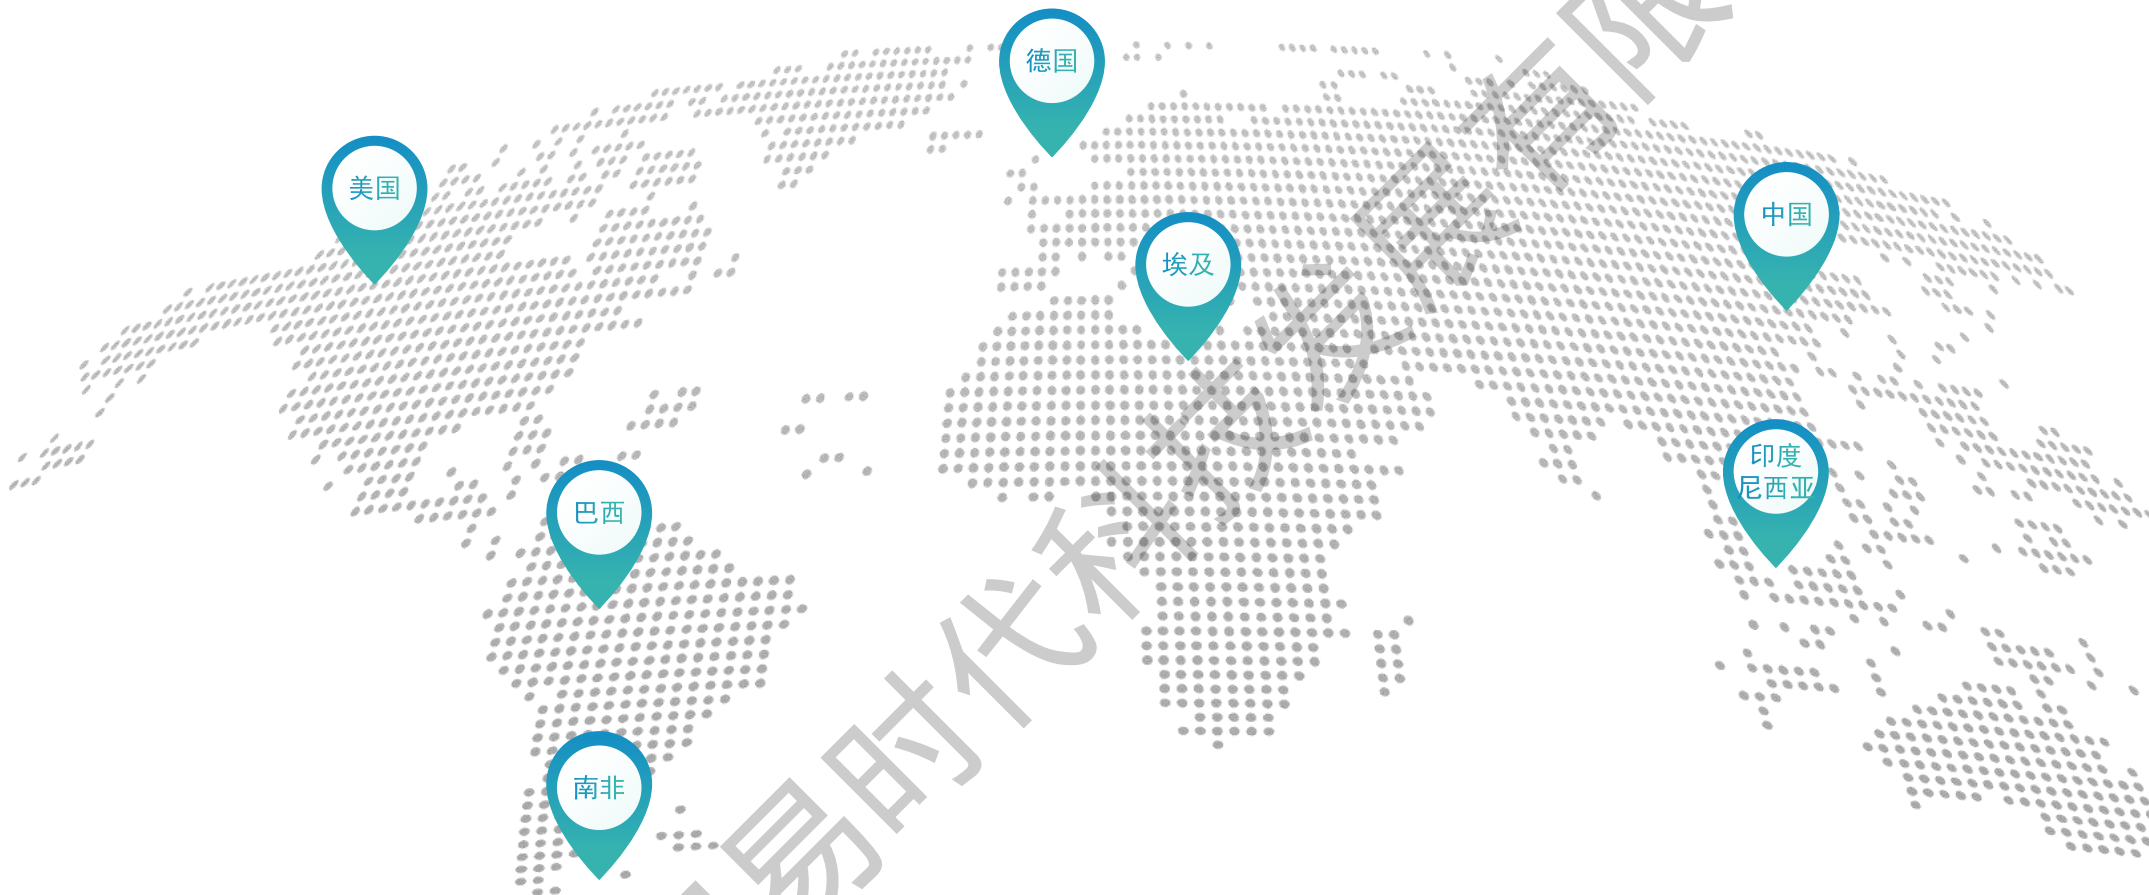 德国
美国
中国
埃及
印度
尼西亚
巴西
南非
易时代科技发展有限